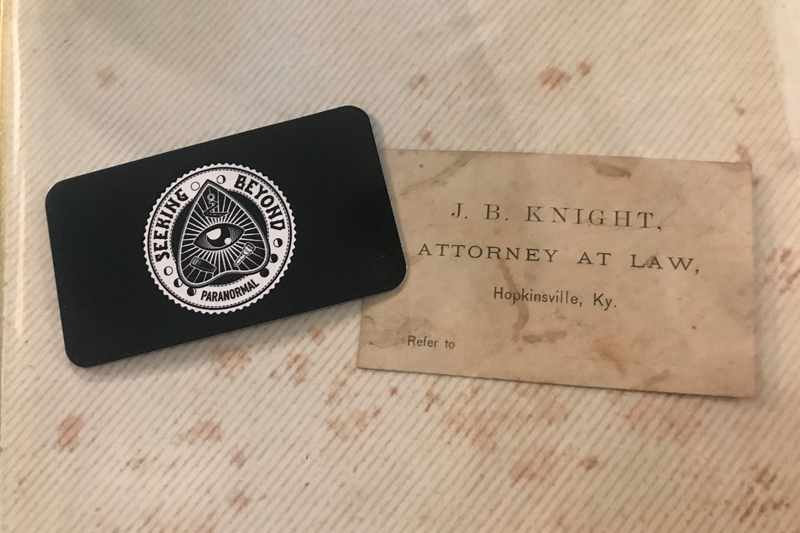 SEEKING BEYOND
PARANORMAL
J. B. KNIGHT,
ATTORNEY AT LAW,
Hopkinsville, Ky.
Refer to